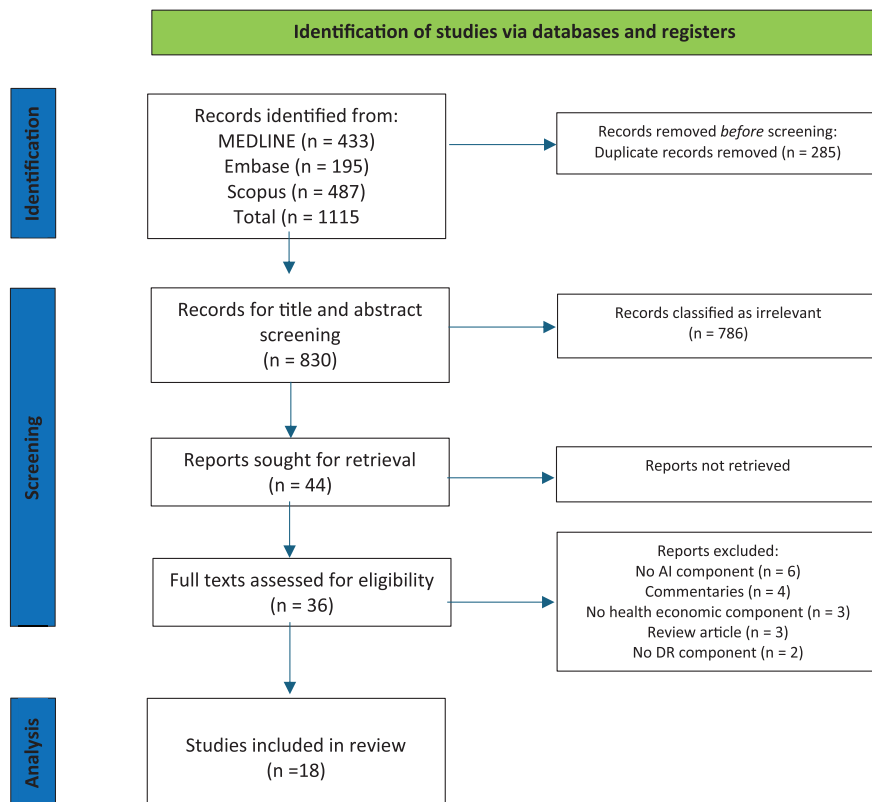 Identification of studies via databases and registers
Identification
Records identified from:
MEDLINE (n = 433)
Embase (n = 195)
Scopus (n = 487)
Total (n = 1115
Records removed before screening:
Duplicate records removed (n = 285)
Screening
Records for title and abstract
screening
(n = 830)
Records classified as irrelevant
(n = 786)
Reports sought for retrieval
(n = 44)
Reports not retrieved
Full texts assessed for eligibility
(n = 36)
Reports excluded:
No AI component (n = 6)
Commentaries (n = 4)
No health economic component (n = 3)
Review article (n = 3)
No DR component (n = 2)
Analysis
Studies included in review
(n =18)